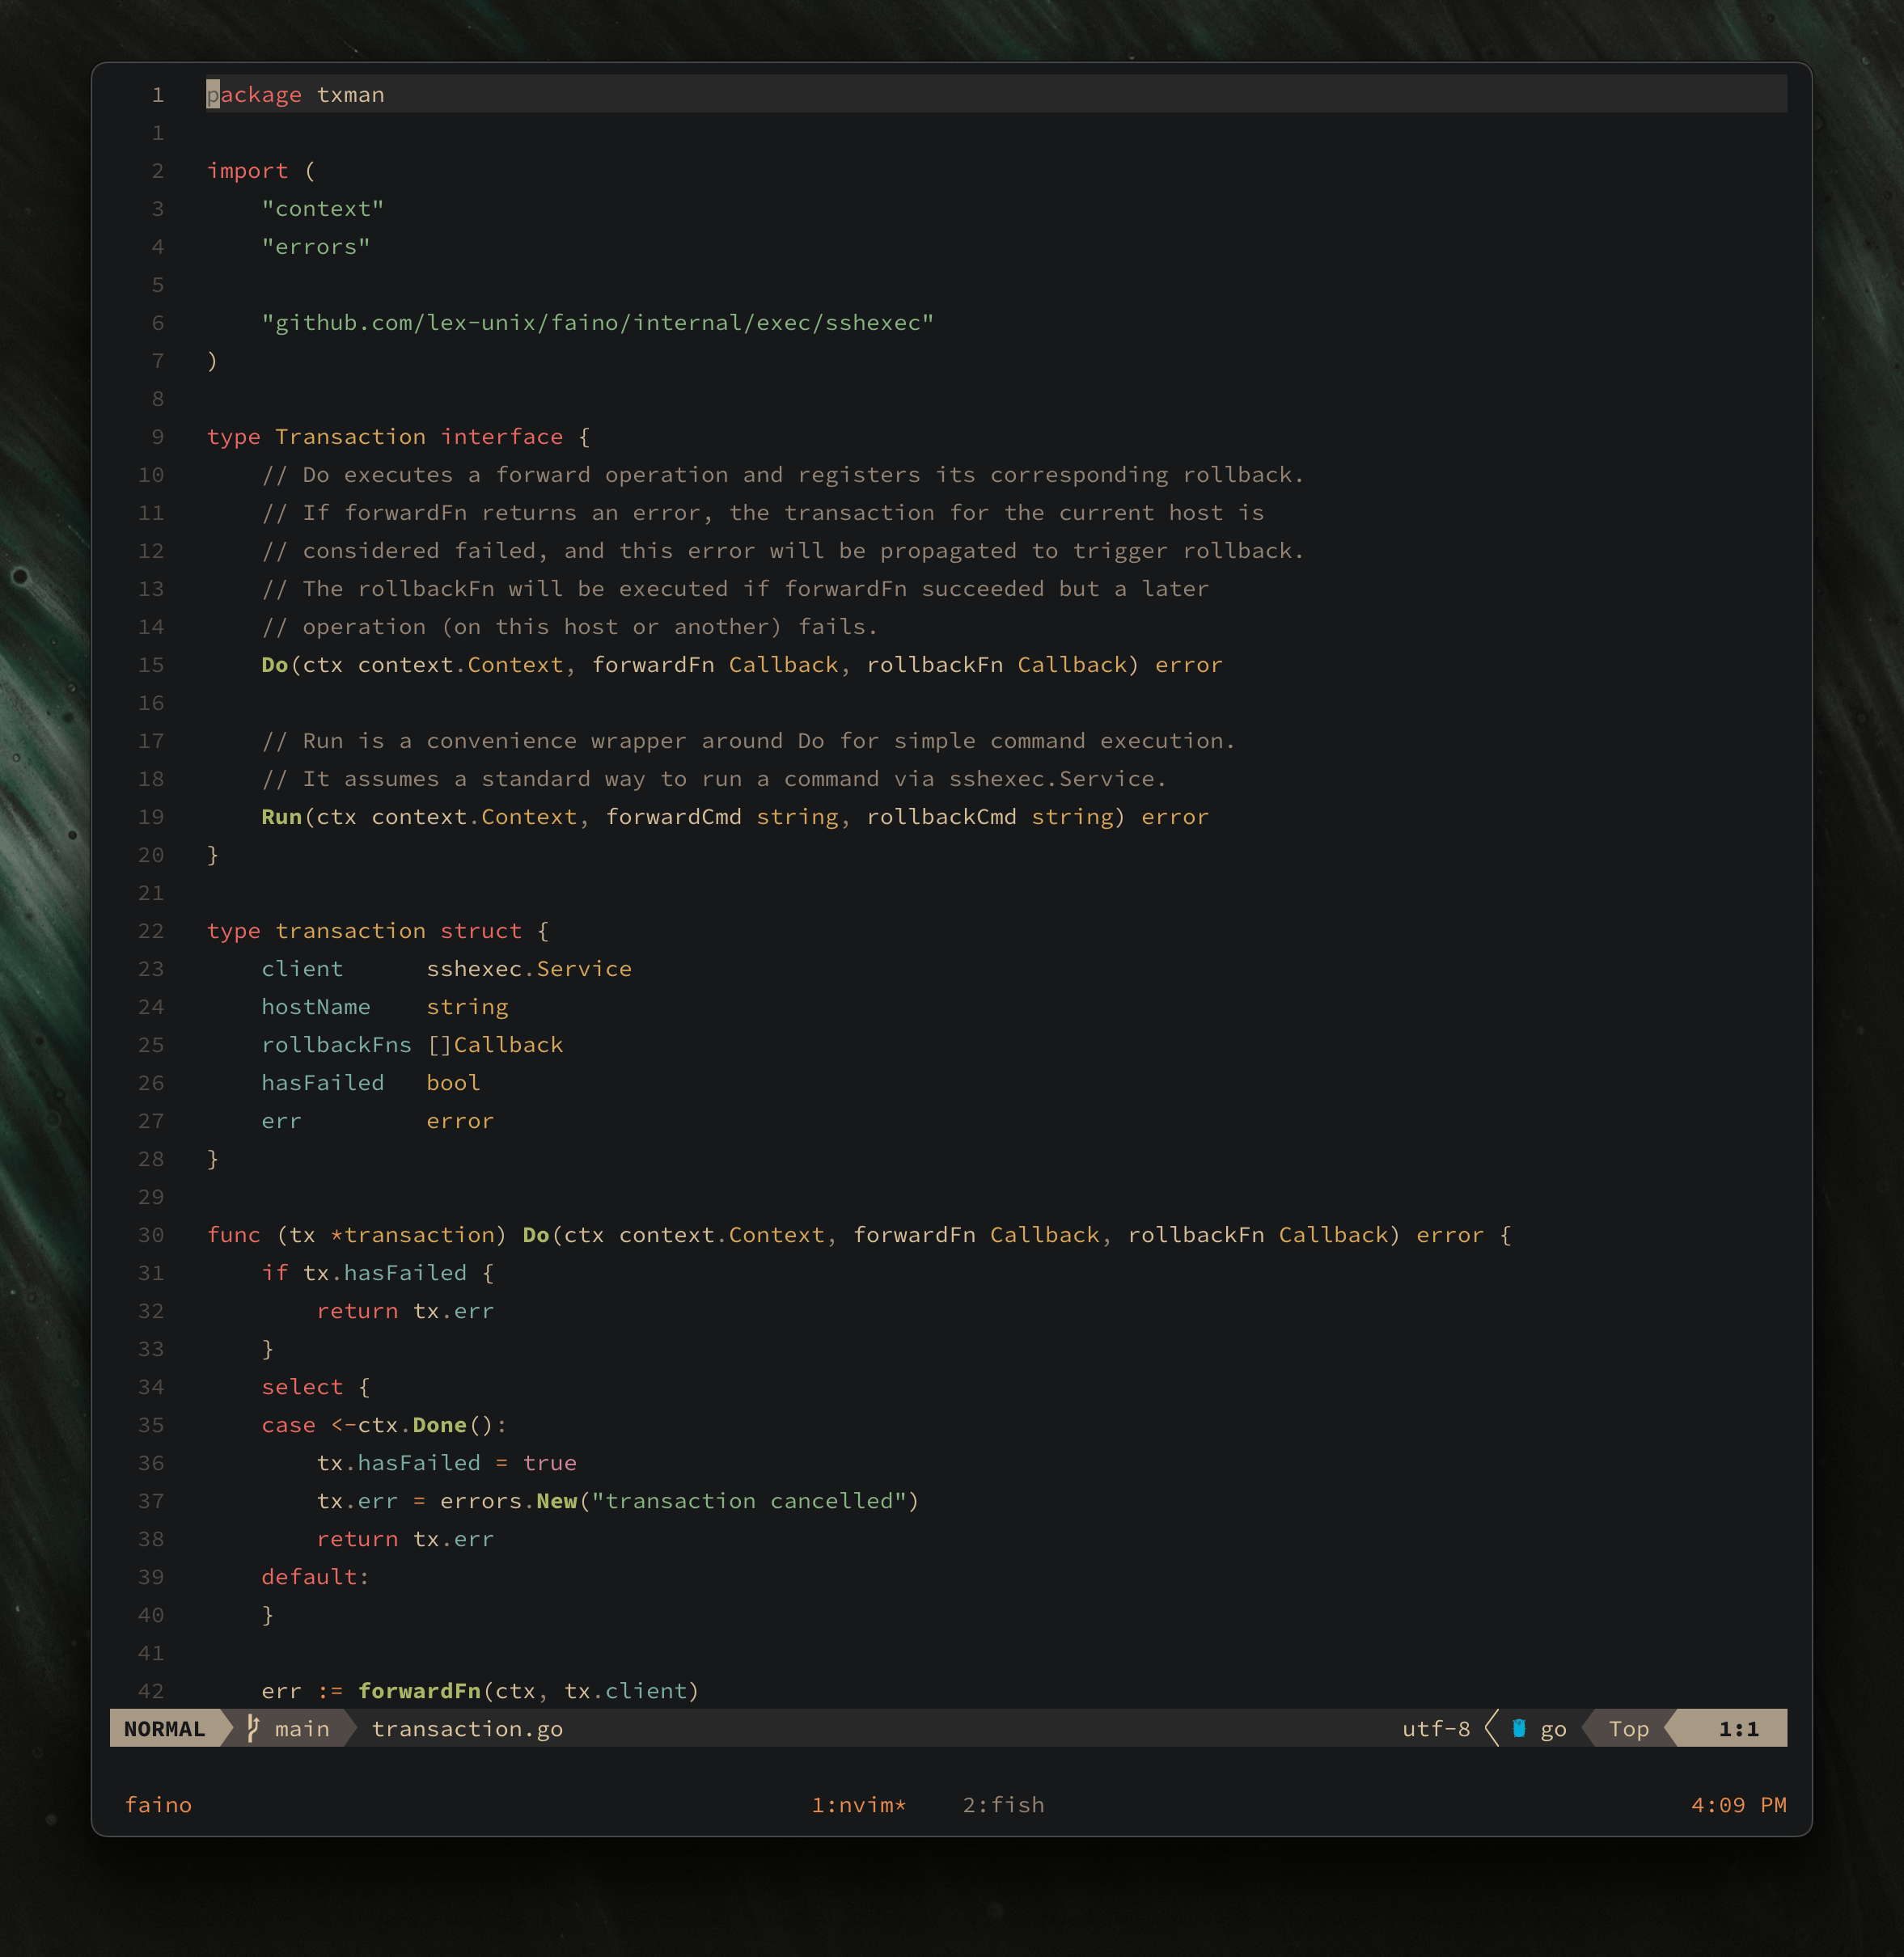 1 package txman
1
2 import (
3     "context"
4     "errors"
5
6     "github.com/lex-unix/faino/internal/exec/sshexec"
7 )
8
9 type Transaction interface {
10     // Do executes a forward operation and registers its corresponding rollback.
11     // If forwardFn returns an error, the transaction for the current host is
12     // considered failed, and this error will be propagated to trigger rollback.
13     // The rollbackFn will be executed if forwardFn succeeded but a later
14     // operation (on this host or another) fails.
15     Do(ctx context.Context, forwardFn Callback, rollbackFn Callback) error
16
17     // Run is a convenience wrapper around Do for simple command execution.
18     // It assumes a standard way to run a command via sshexec.Service.
19     Run(ctx context.Context, forwardCmd string, rollbackCmd string) error
20 }
21
22 type transaction struct {
23     client      sshexec.Service
24     hostName    string
25     rollbackFns []Callback
26     hasFailed   bool
27     err         error
28 }
29
30 func (tx *transaction) Do(ctx context.Context, forwardFn Callback, rollbackFn Callback) error {
31     if tx.hasFailed {
32         return tx.err
33     }
34     select {
35     case <-ctx.Done():
36         tx.hasFailed = true
37         tx.err = errors.New("transaction cancelled")
38         return tx.err
39     default:
40     }
41
42     err := forwardFn(ctx, tx.client)
NORMAL main transaction.go utf-8 go Top 1:1
faino 1:nvim* 2:fish 4:09 PM